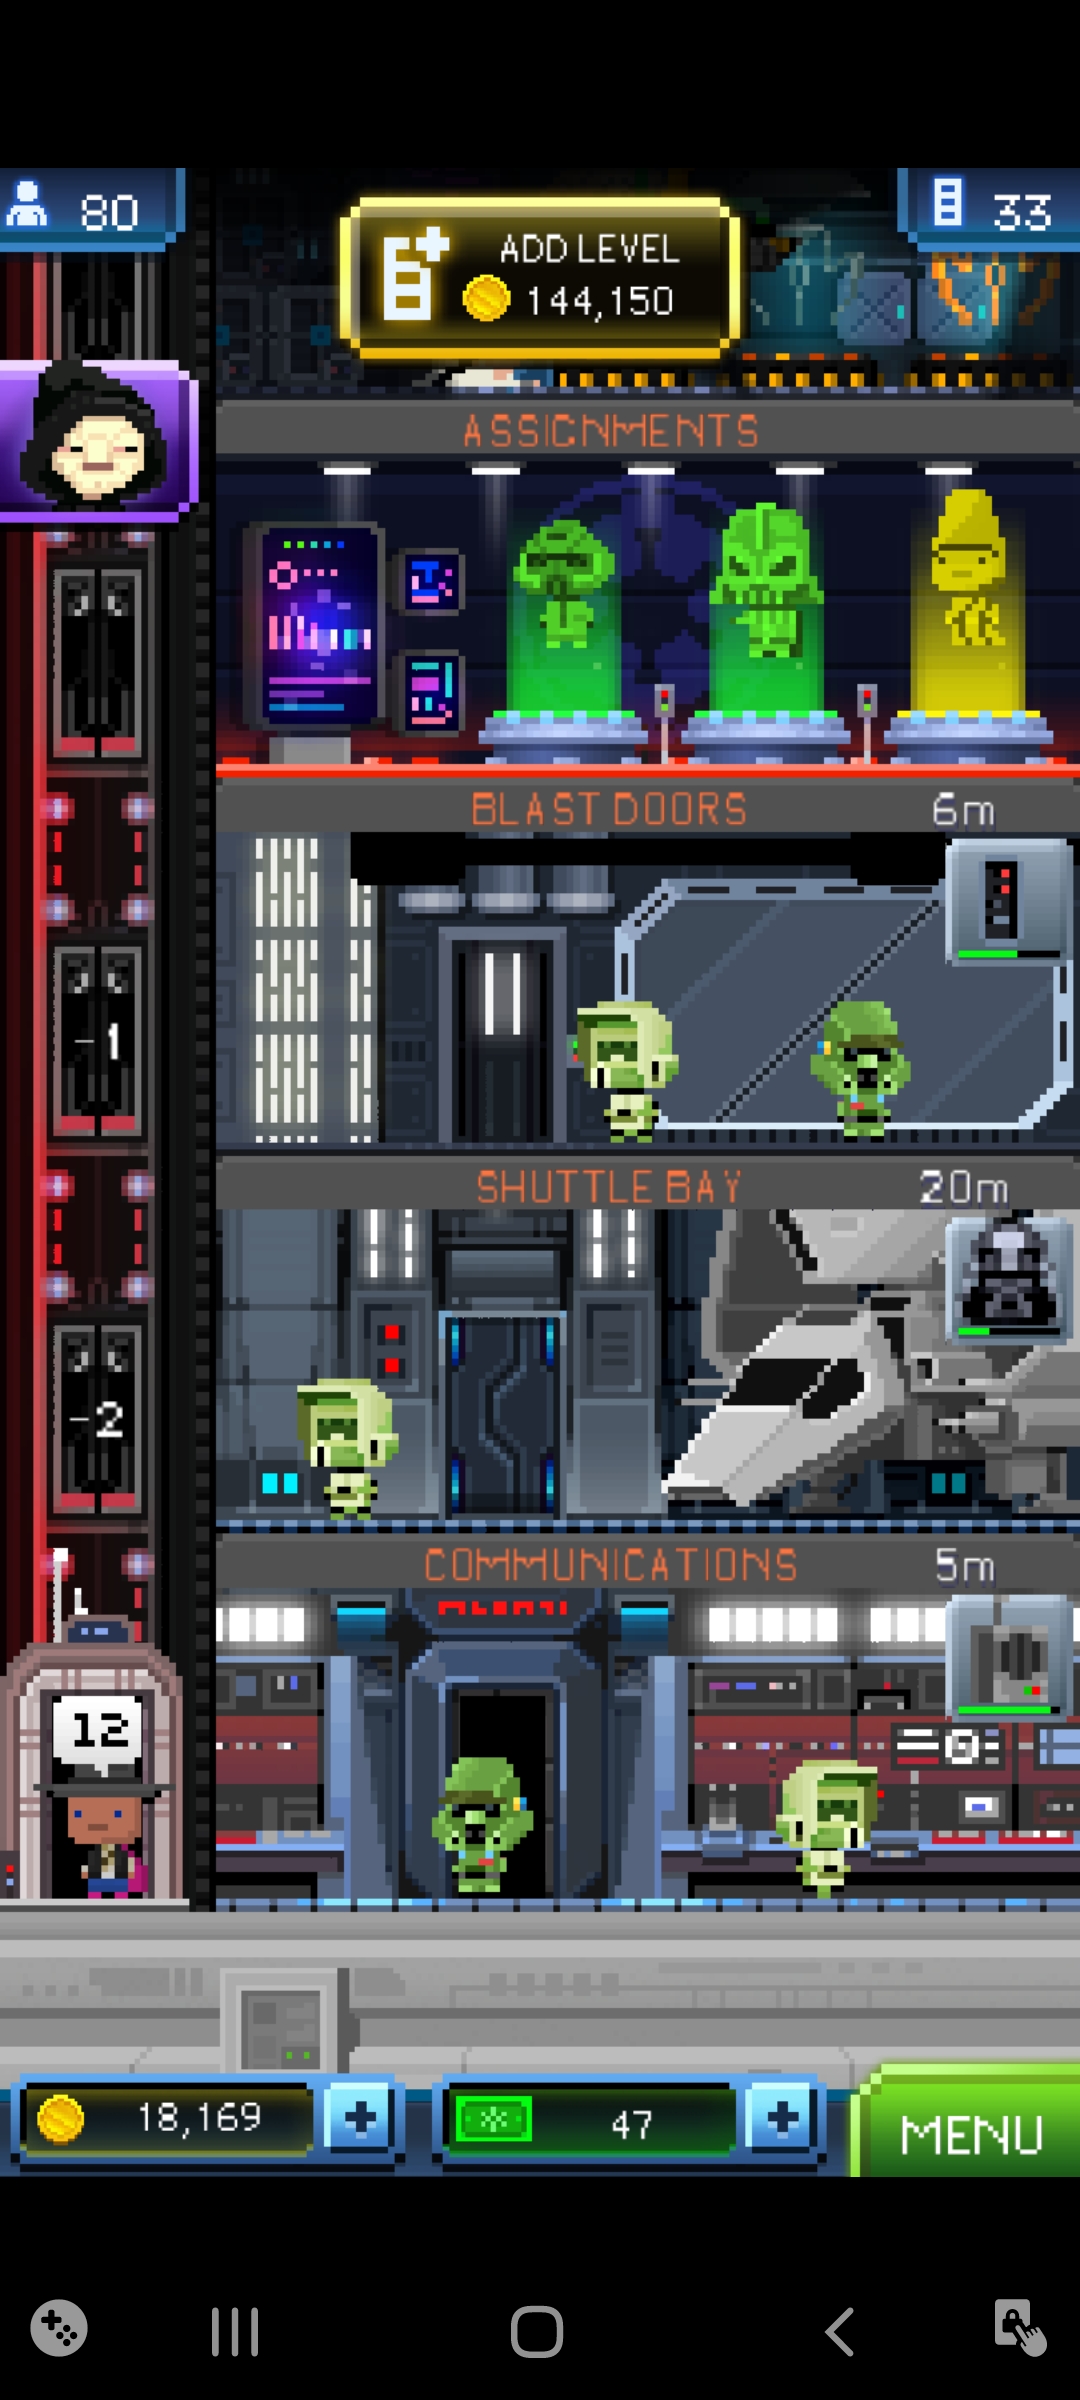 80
ADD LEVEL
144,150
33
ASSIGNMENTS
BLAST DOORS 6m
-1
SHUTTLE BAY 20m
-2
COMMUNICATIONS 5m
12
18,169
47
MENU